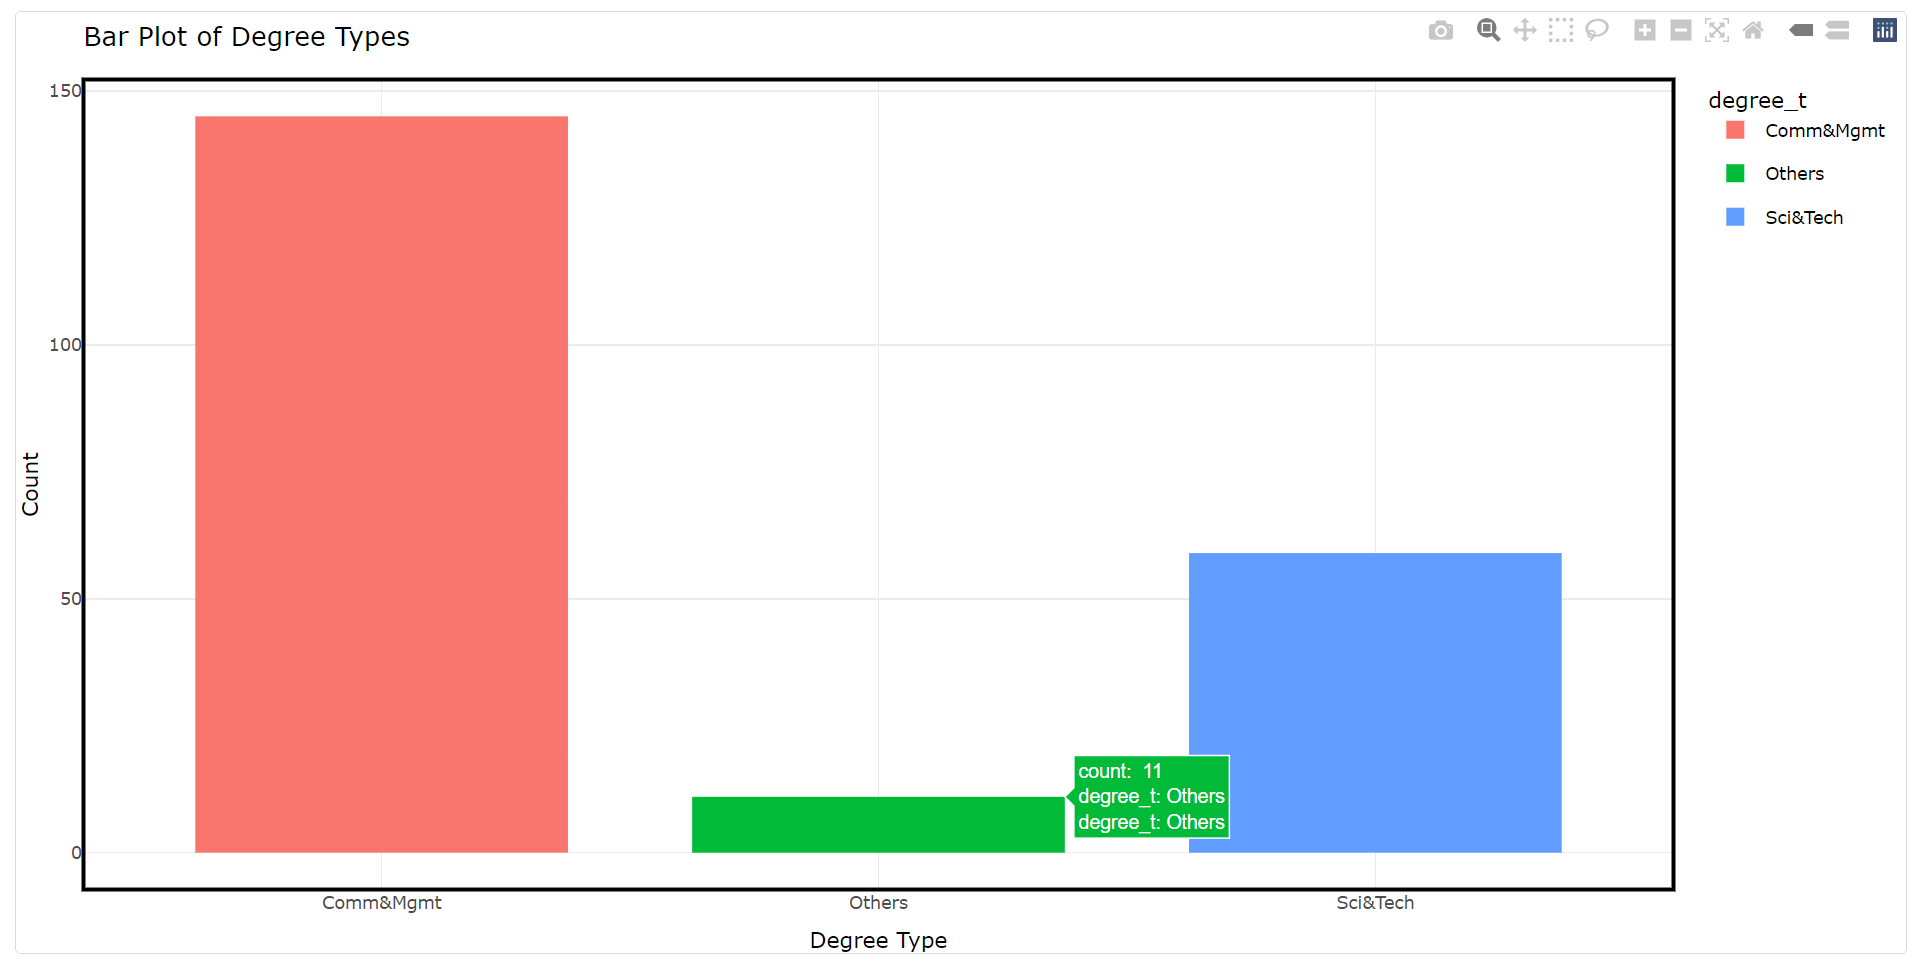 Bar Plot of Degree Types
150
100
50
0
Count
Comm&Mgmt
Others
Sci&Tech
Degree Type
count: 11
degree_t: Others
degree_t: Others
degree_t
Comm&Mgmt
Others
Sci&Tech